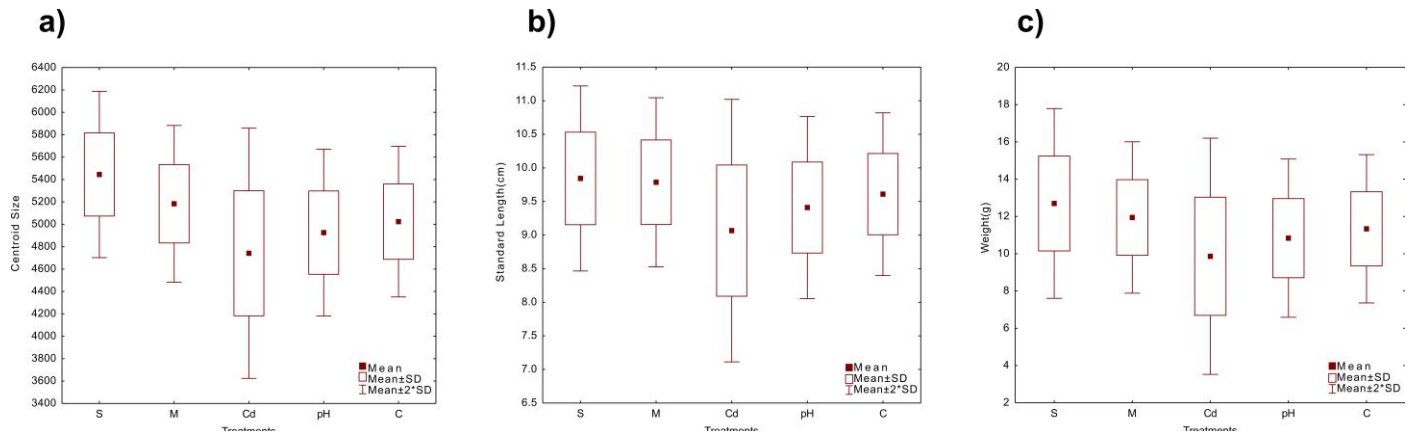 a)
Centroid Size
6400
6200
6000
5800
5600
5400
5200
5000
4800
4600
4400
4200
4000
3800
3600
3400
S M Cd pH C
Treatments
Mean
Mean±SD
Mean±2*SD
b)
Standard Length(cm)
11.5
11.0
10.5
10.0
9.5
9.0
8.5
8.0
7.5
7.0
6.5
S M Cd pH C
Treatments
Mean
Mean±SD
Mean±2*SD
c)
Weight(g)
20
18
16
14
12
10
8
6
4
2
S M Cd pH C
Treatments
Mean
Mean±SD
Mean±2*SD